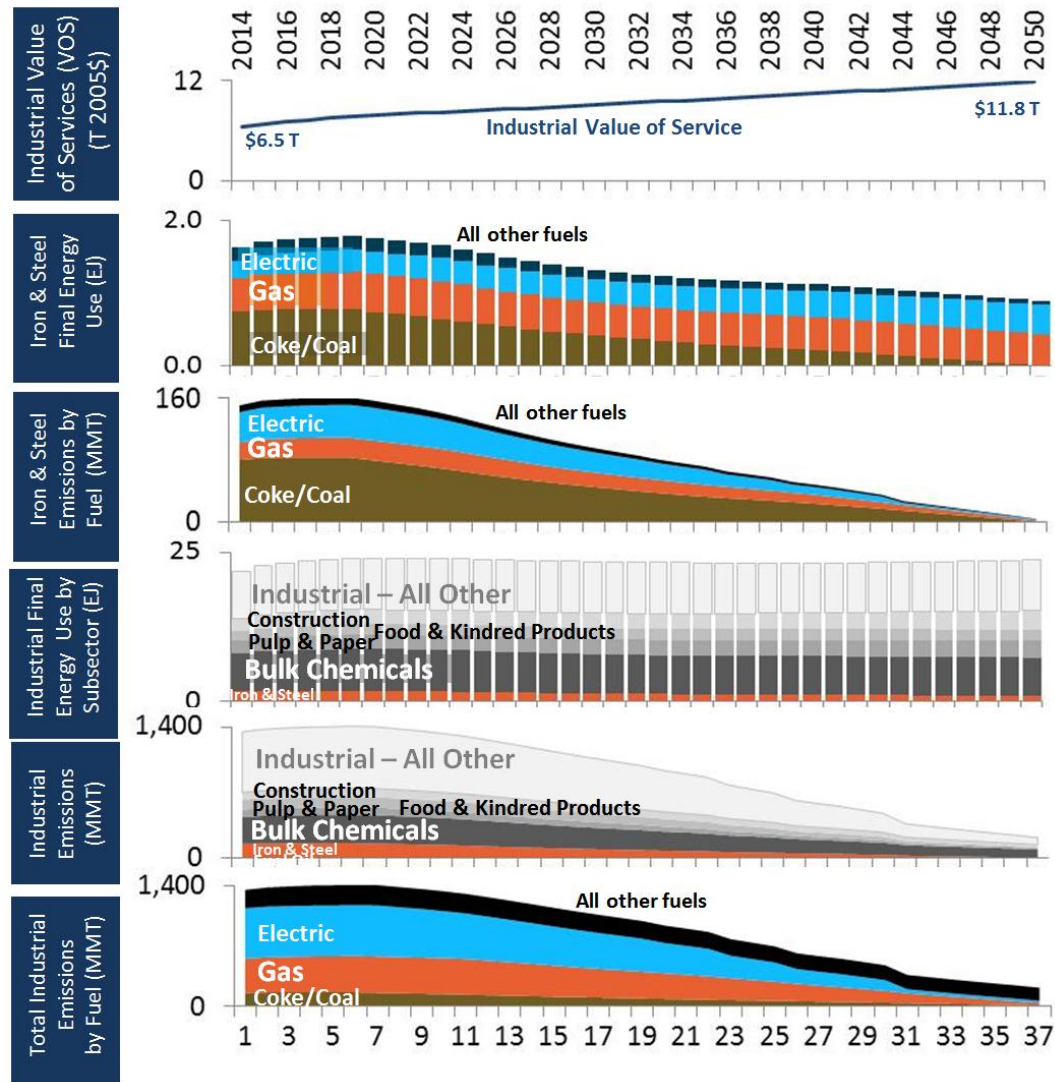 2014 2016 2018 2020 2022 2024 2026 2028 2030 2032 2034 2036 2038 2040 2042 2044 2046 2048 2050
Industrial Value
of Services (VOS)
(T 2005$)
12
0
$6.5 T
Industrial Value of Service
$11.8 T
Iron & Steel
Final Energy
Use (EJ)
2.0
0.0
All other fuels
Electric
Gas
Coke/Coal
Iron & Steel
Emissions by
Fuel (MMT)
160
0
All other fuels
Electric
Gas
Coke/Coal
Industrial Final
Energy Use by
Subsector (EJ)
25
0
Industrial – All Other
Construction
Pulp & Paper Food & Kindred Products
Bulk Chemicals
Iron & Steel
Industrial
Emissions
(MMT)
1,400
0
Industrial – All Other
Construction
Pulp & Paper Food & Kindred Products
Bulk Chemicals
Iron & Steel
Total Industrial
Emissions
by Fuel (MMT)
1,400
0
All other fuels
Electric
Gas
Coke/Coal
1 3 5 7 9 11 13 15 17 19 21 23 25 27 29 31 33 35 37